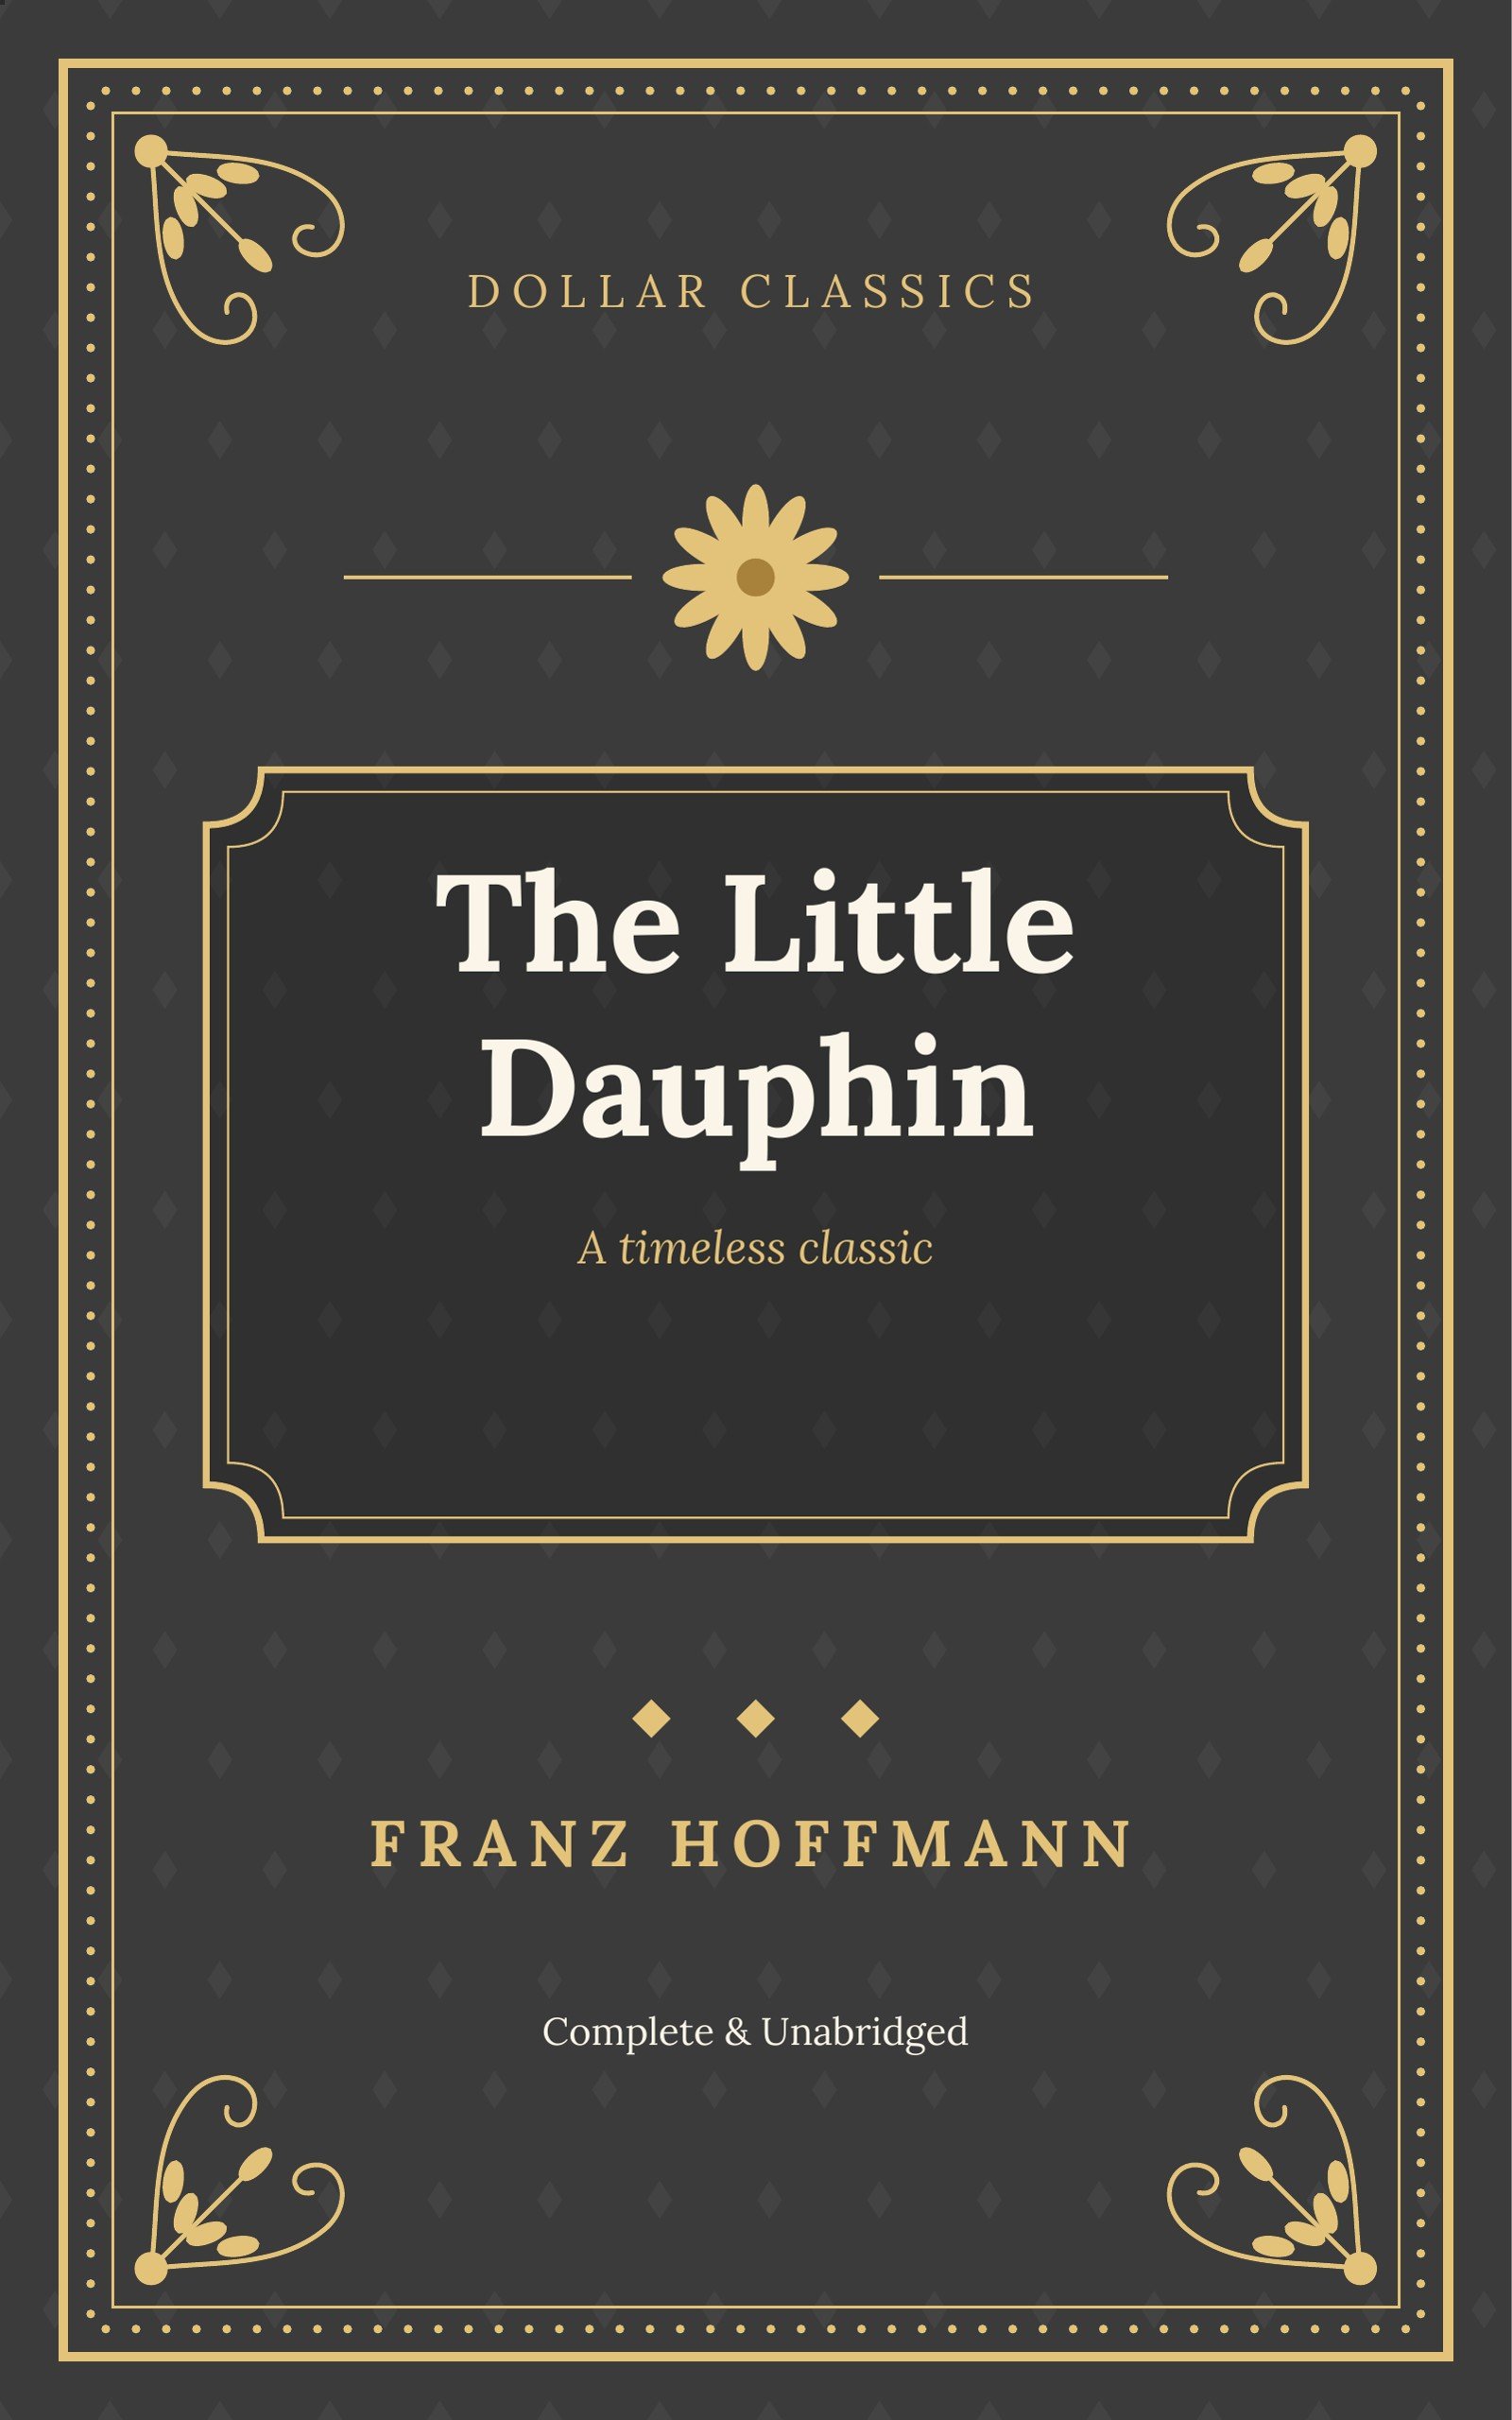 DOLLAR CLASSICS
The Little
Dauphin
A timeless classic
FRANZ HOFFMANN
Complete & Unabridged